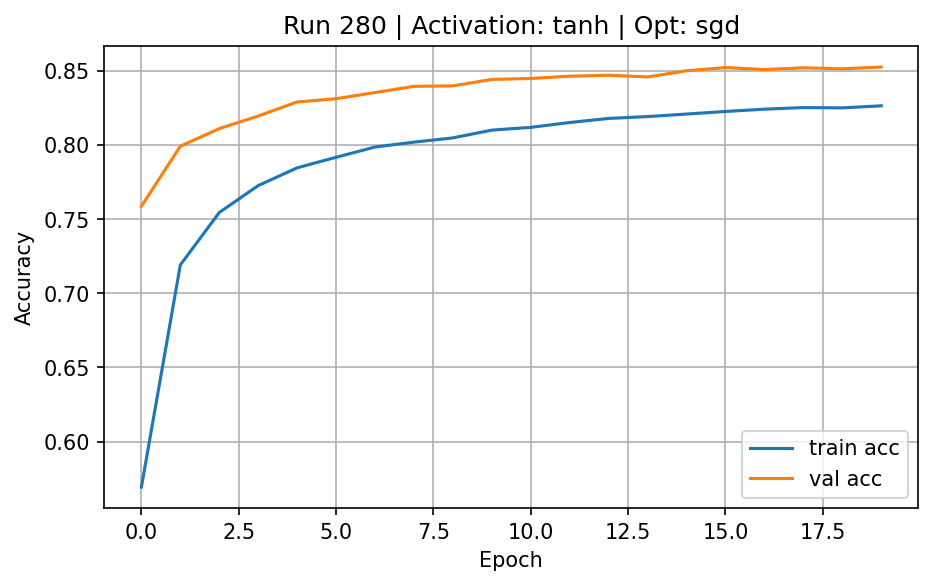 Run 280 | Activation: tanh | Opt: sgd
0.85
0.80
0.75
0.70
0.65
0.60
Accuracy
0.0 2.5 5.0 7.5 10.0 12.5 15.0 17.5
Epoch
train acc
val acc